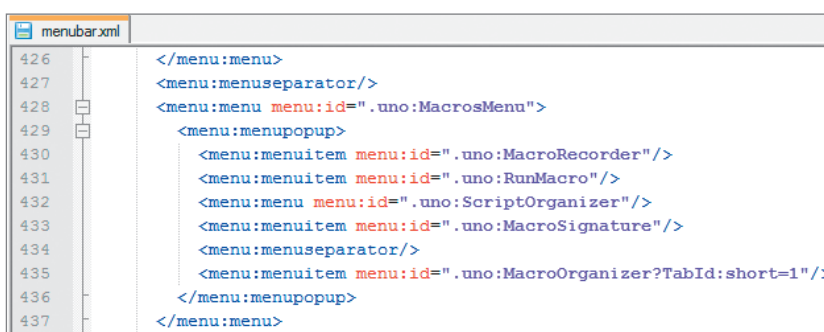 menubar.xml
426 </menu:menu>
427 <menu:menuseparator/>
428 <menu:menu menu:id=".uno:MacrosMenu">
429 <menu:menupopup>
430 <menu:menuitem menu:id=".uno:MacroRecorder"/>
431 <menu:menuitem menu:id=".uno:RunMacro"/>
432 <menu:menu menu:id=".uno:ScriptOrganizer"/>
433 <menu:menuitem menu:id=".uno:MacroSignature"/>
434 <menu:menuseparator/>
435 <menu:menuitem menu:id=".uno:MacroOrganizer?TabId:short=1"/>
436 </menu:menupopup>
437 </menu:menu>